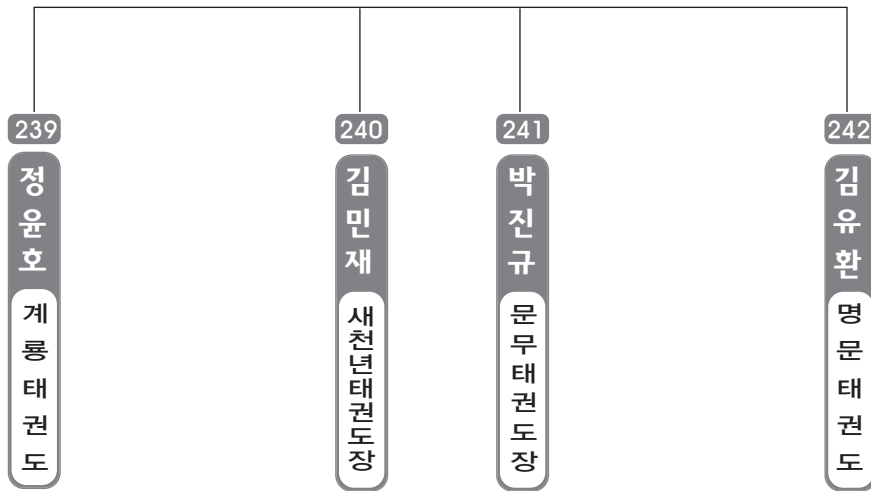 239
정윤호
계룡태권도
240
김민재
새천년태권도장
241
박진규
문무태권도장
242
김유환
명문태권도